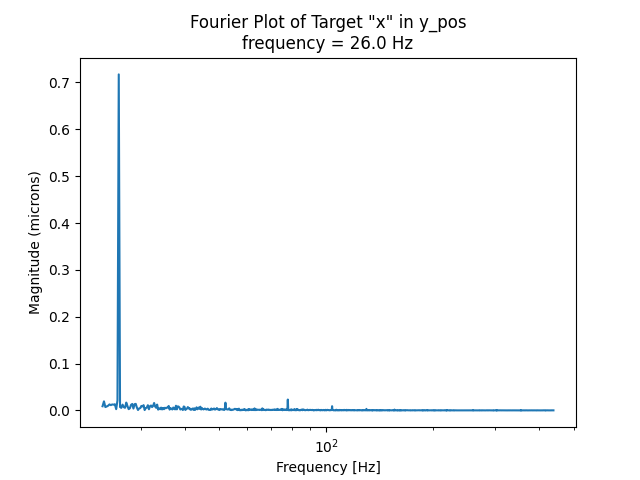 Fourier Plot of Target "x" in y_pos
frequency = 26.0 Hz
Magnitude (microns)
0.7
0.6
0.5
0.4
0.3
0.2
0.1
0.0
10²
Frequency [Hz]